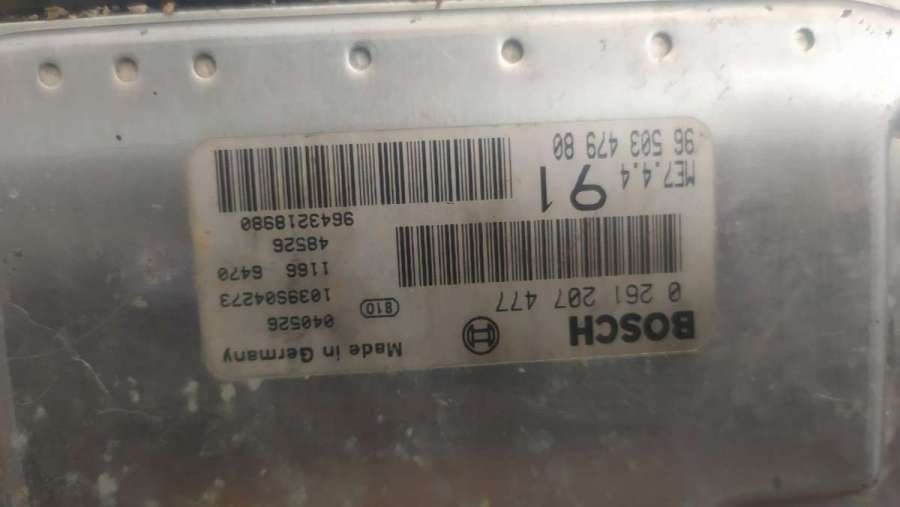 BOSCH
Made in Germany
0 261 207 477
810
040526
1039S04273
1166 6470
48526
9643218980
ME7.4.4
91
96 503 479 80